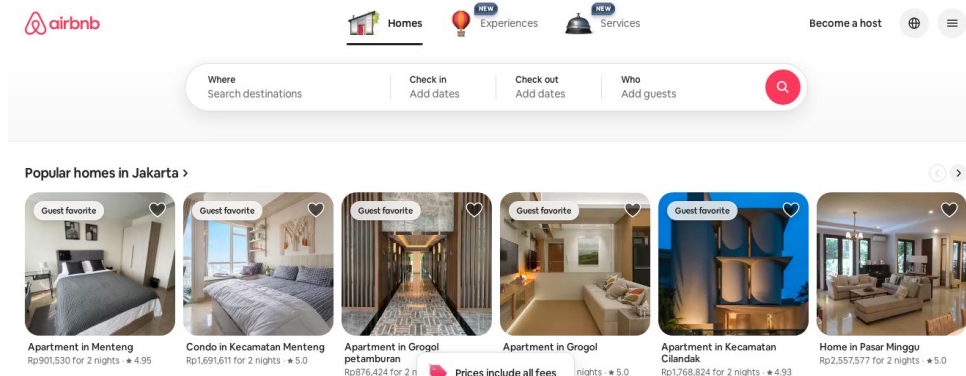 airbnb
Homes
NEW
Experiences
NEW
Services
Become a host
Where
Search destinations
Check in
Add dates
Check out
Add dates
Who
Add guests
Popular homes in Jakarta >
Guest favorite
Guest favorite
Guest favorite
Guest favorite
Guest favorite
Apartment in Menteng
Rp901,530 for 2 nights · ★ 4.95
Condo in Kecamatan Menteng
Rp1,691,611 for 2 nights · ★ 5.0
Apartment in Grogol
petamburan
Rp876,424 for 2 n
Apartment in Grogol
nights · ★ 5.0
Apartment in Kecamatan
Cilandak
Rp1,768,824 for 2 nights · ★ 4.93
Home in Pasar Minggu
Rp2,557,577 for 2 nights · ★ 5.0
Prices include all fees